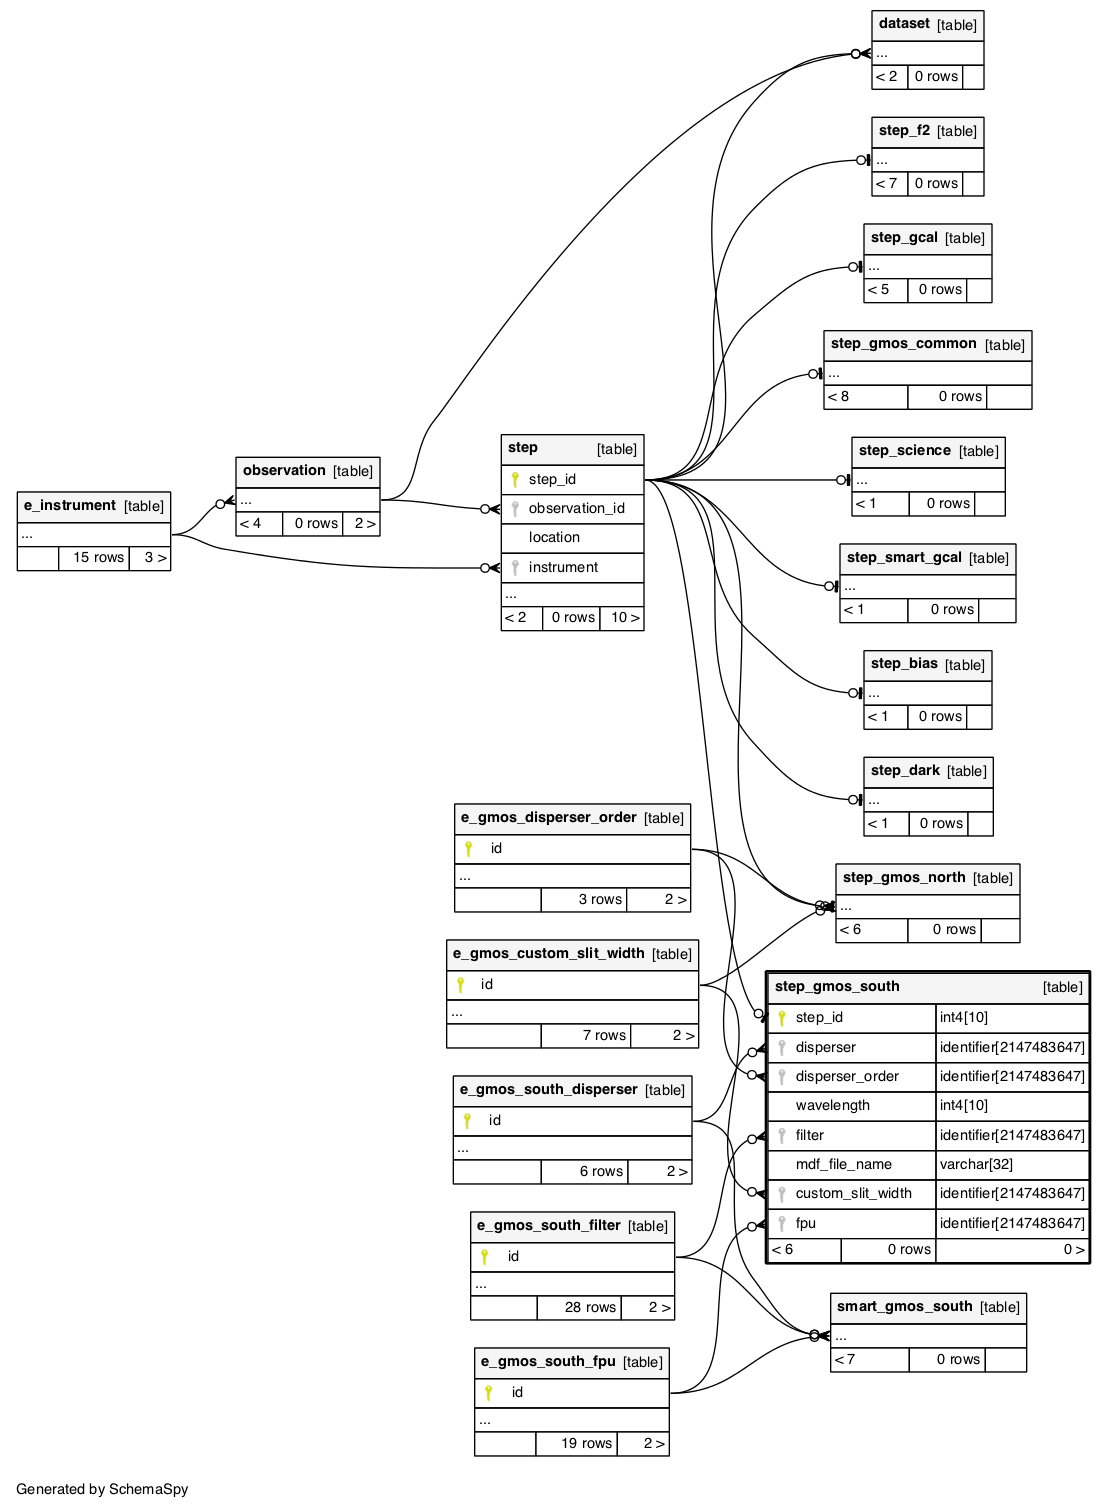 dataset [table]
...
< 2 0 rows
step_f2 [table]
...
< 7 0 rows
step_gcal [table]
...
< 5 0 rows
step_gmos_common [table]
...
< 8 0 rows
step_science [table]
...
< 1 0 rows
step_smart_gcal [table]
...
< 1 0 rows
step_bias [table]
...
< 1 0 rows
step_dark [table]
...
< 1 0 rows
step_gmos_north [table]
...
< 6 0 rows
e_instrument [table]
...
15 rows 3 >
observation [table]
...
< 4 0 rows 2 >
step [table]
step_id
observation_id
location
instrument
...
< 2 0 rows 10 >
e_gmos_disperser_order [table]
id
...
3 rows 2 >
e_gmos_custom_slit_width [table]
id
...
7 rows 2 >
e_gmos_south_disperser [table]
id
...
6 rows 2 >
e_gmos_south_filter [table]
id
...
28 rows 2 >
e_gmos_south_fpu [table]
id
...
19 rows 2 >
step_gmos_south [table]
step_id int4[10]
disperser identifier[2147483647]
disperser_order identifier[2147483647]
wavelength int4[10]
filter identifier[2147483647]
mdf_file_name varchar[32]
custom_slit_width identifier[2147483647]
fpu identifier[2147483647]
< 6 0 rows 0 >
smart_gmos_south [table]
...
< 7 0 rows
Generated by SchemaSpy